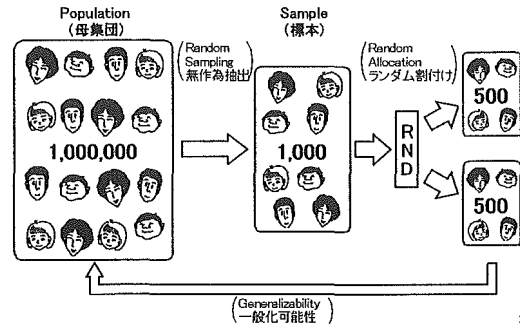 Population
(母集団)
1,000,000
(Random
Sampling
無作為抽出)
Sample
(標本)
1,000
(Random
Allocation
ランダム割付け)
RND
500
500
(Generalizability
一般化可能性)